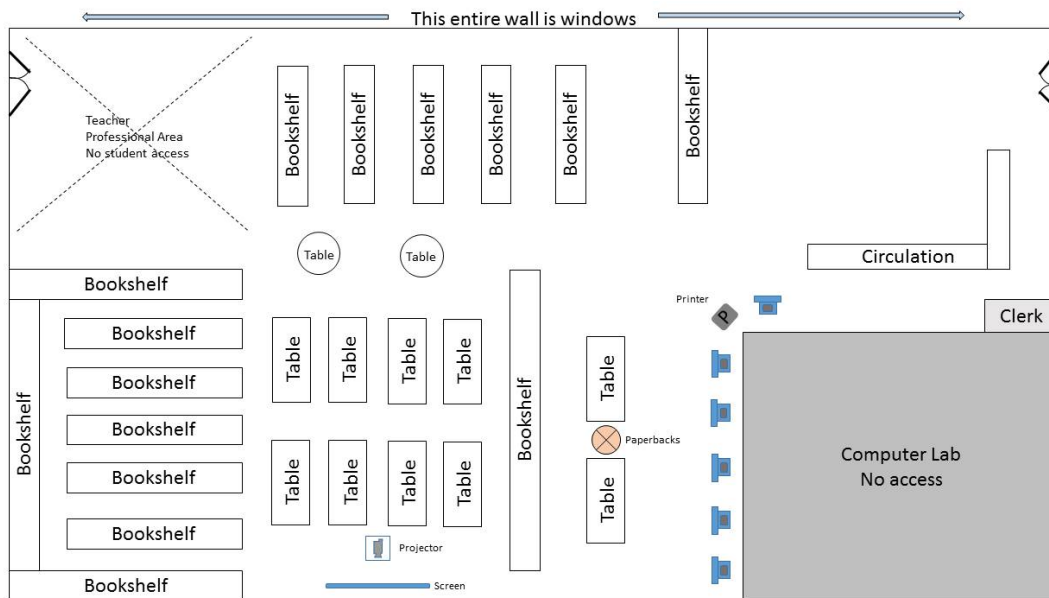 This entire wall is windows
Teacher
Professional Area
No student access
Bookshelf
Bookshelf
Bookshelf
Bookshelf
Bookshelf
Bookshelf
Table
Table
Circulation
Bookshelf
Bookshelf
Bookshelf
Bookshelf
Bookshelf
Bookshelf
Bookshelf
Bookshelf
Table
Table
Table
Table
Table
Table
Table
Table
Projector
Screen
Bookshelf
Table
Paperbacks
Table
Printer
P
Clerk
Computer Lab
No access